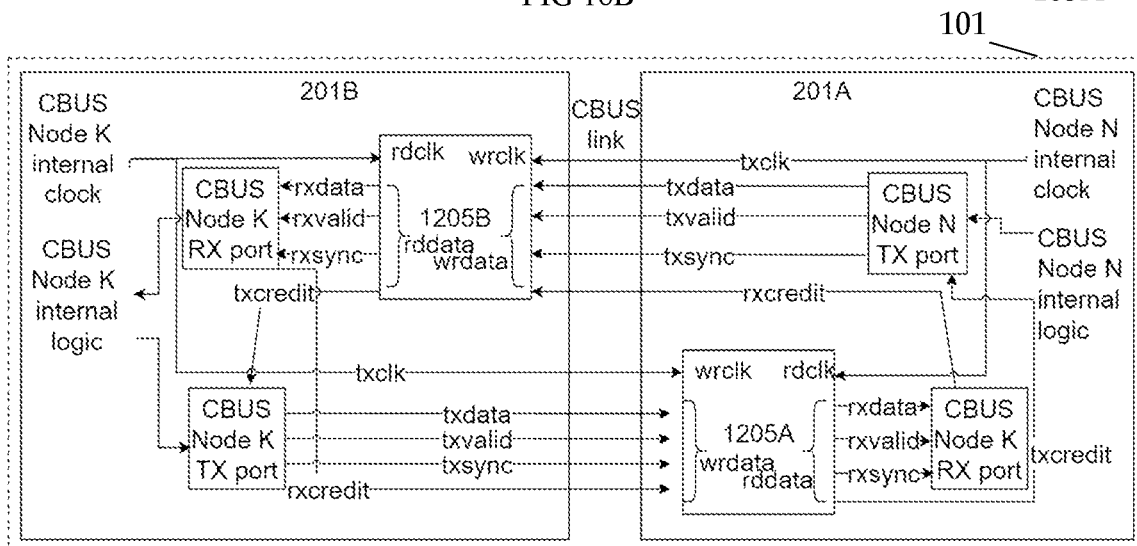 FIG 10B
101
201B
201A
CBUS
Node K
internal
clock
CBUS
link
CBUS
Node N
internal
clock
rdclk
wrclk
txclk
CBUS
Node K
RX port
rxdata
rxvalid
rxsync
1205B
rddata
wrdata
txdata
txvalid
txsync
CBUS
Node N
TX port
CBUS
Node K
internal
logic
CBUS
Node N
internal
logic
txcredit
rxcredit
txclk
wrclk
rdclk
CBUS
Node K
TX port
txdata
txvalid
txsync
rxcredit
1205A
wrdata
rddata
rxdata
rxvalid
rxsync
CBUS
Node K
RX port
txcredit